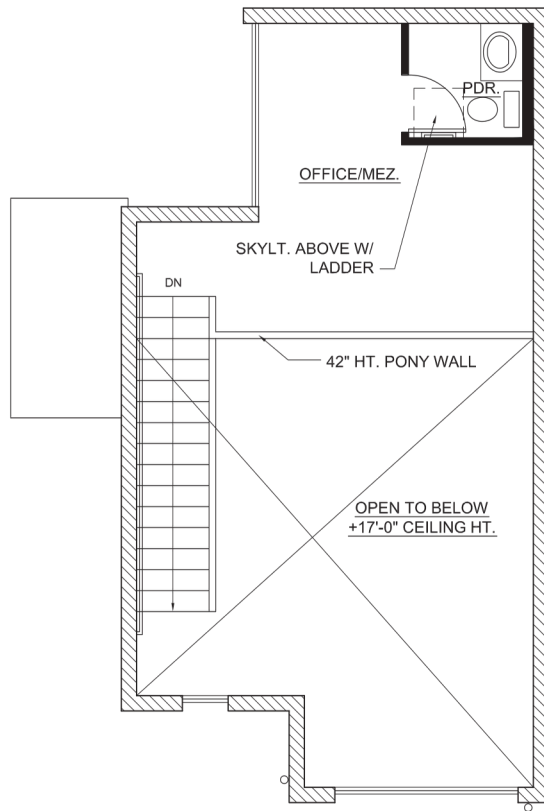 PDR.
OFFICE/MEZ.
SKYLT. ABOVE W/
LADDER
DN
42" HT. PONY WALL
OPEN TO BELOW
+17'-0" CEILING HT.